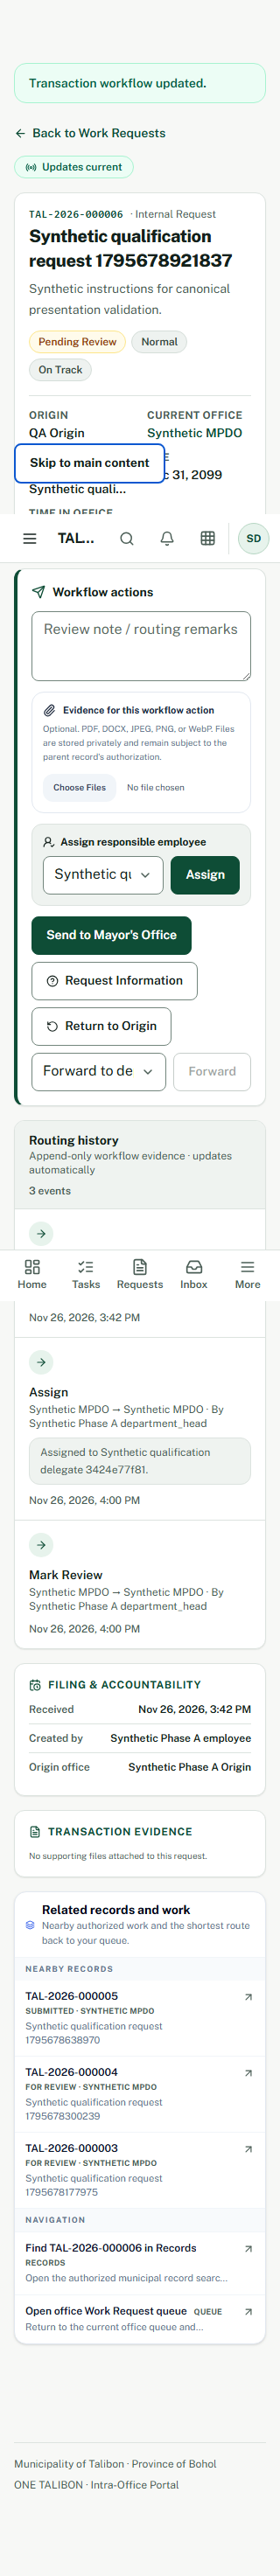 Transaction workflow updated.
Back to Work Requests
Updates current
TAL-2026-000006 · Internal Request
Synthetic qualification
request 1795678921837
Synthetic instructions for canonical
presentation validation.
Pending Review
Normal
On Track
ORIGIN
QA Origin
CURRENT OFFICE
Synthetic MPDO
Skip to main content
c 31, 2099
Synthetic quali...
TIME IN OFFICE
TAL...
SD
Workflow actions
Review note / routing remarks
Evidence for this workflow action
Optional. PDF, DOCX, JPEG, PNG, or WebP. Files
are stored privately and remain subject to the
parent record's authorization.
Choose Files
No file chosen
Assign responsible employee
Synthetic qu
Assign
Send to Mayor's Office
Request Information
Return to Origin
Forward to de
Forward
Routing history
Append-only workflow evidence · updates
automatically
3 events
Home
Tasks
Requests
Inbox
More
Nov 26, 2026, 3:42 PM
Assign
Synthetic MPDO → Synthetic MPDO · By
Synthetic Phase A department_head
Assigned to Synthetic qualification
delegate 3424e77f81.
Nov 26, 2026, 4:00 PM
Mark Review
Synthetic MPDO → Synthetic MPDO · By
Synthetic Phase A department_head
Nov 26, 2026, 4:00 PM
FILING & ACCOUNTABILITY
Received Nov 26, 2026, 3:42 PM
Created by Synthetic Phase A employee
Origin office Synthetic Phase A Origin
TRANSACTION EVIDENCE
No supporting files attached to this request.
Related records and work
Nearby authorized work and the shortest route
back to your queue.
NEARBY RECORDS
TAL-2026-000005
SUBMITTED · SYNTHETIC MPDO
Synthetic qualification request
1795678638970
TAL-2026-000004
FOR REVIEW · SYNTHETIC MPDO
Synthetic qualification request
1795678300239
TAL-2026-000003
FOR REVIEW · SYNTHETIC MPDO
Synthetic qualification request
1795678177975
NAVIGATION
Find TAL-2026-000006 in Records
RECORDS
Open the authorized municipal record searc...
Open office Work Request queue QUEUE
Return to the current office queue and...
Municipality of Talibon · Province of Bohol
ONE TALIBON · Intra-Office Portal